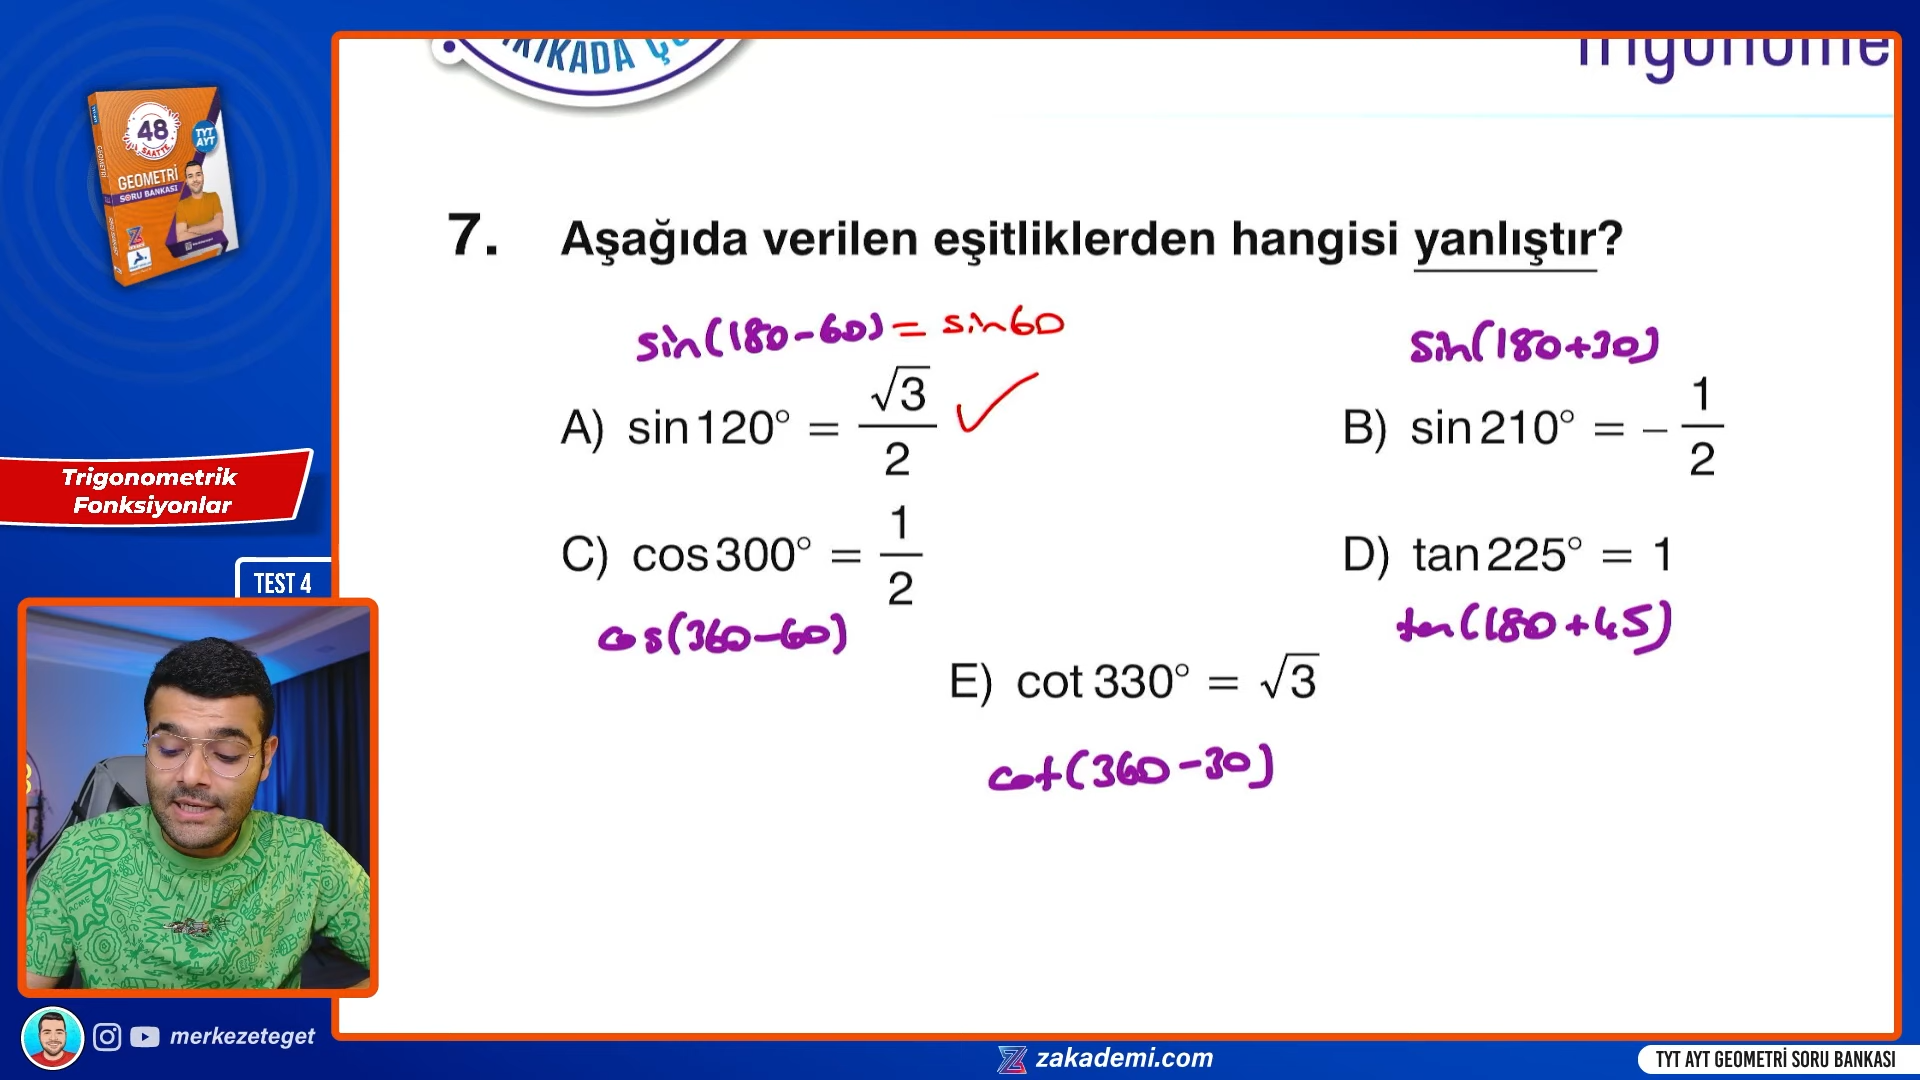 48
SAATTE
TYT
AYT
GEOMETRİ
SORU BANKASI
Trigonometrik
Fonksiyonlar
TEST 4
7. Aşağıda verilen eşitliklerden hangisi yanlıştır?
sin(180-60) = sin60
sin(180+30)
A) sin120° = √3/2 ✓
B) sin210° = -1/2
C) cos300° = 1/2
D) tan225° = 1
cos(360-60)
tan(180+45)
E) cot330° = √3
cot(360-30)
merkezeteget
zakademi.com
TYT AYT GEOMETRİ SORU BANKASI